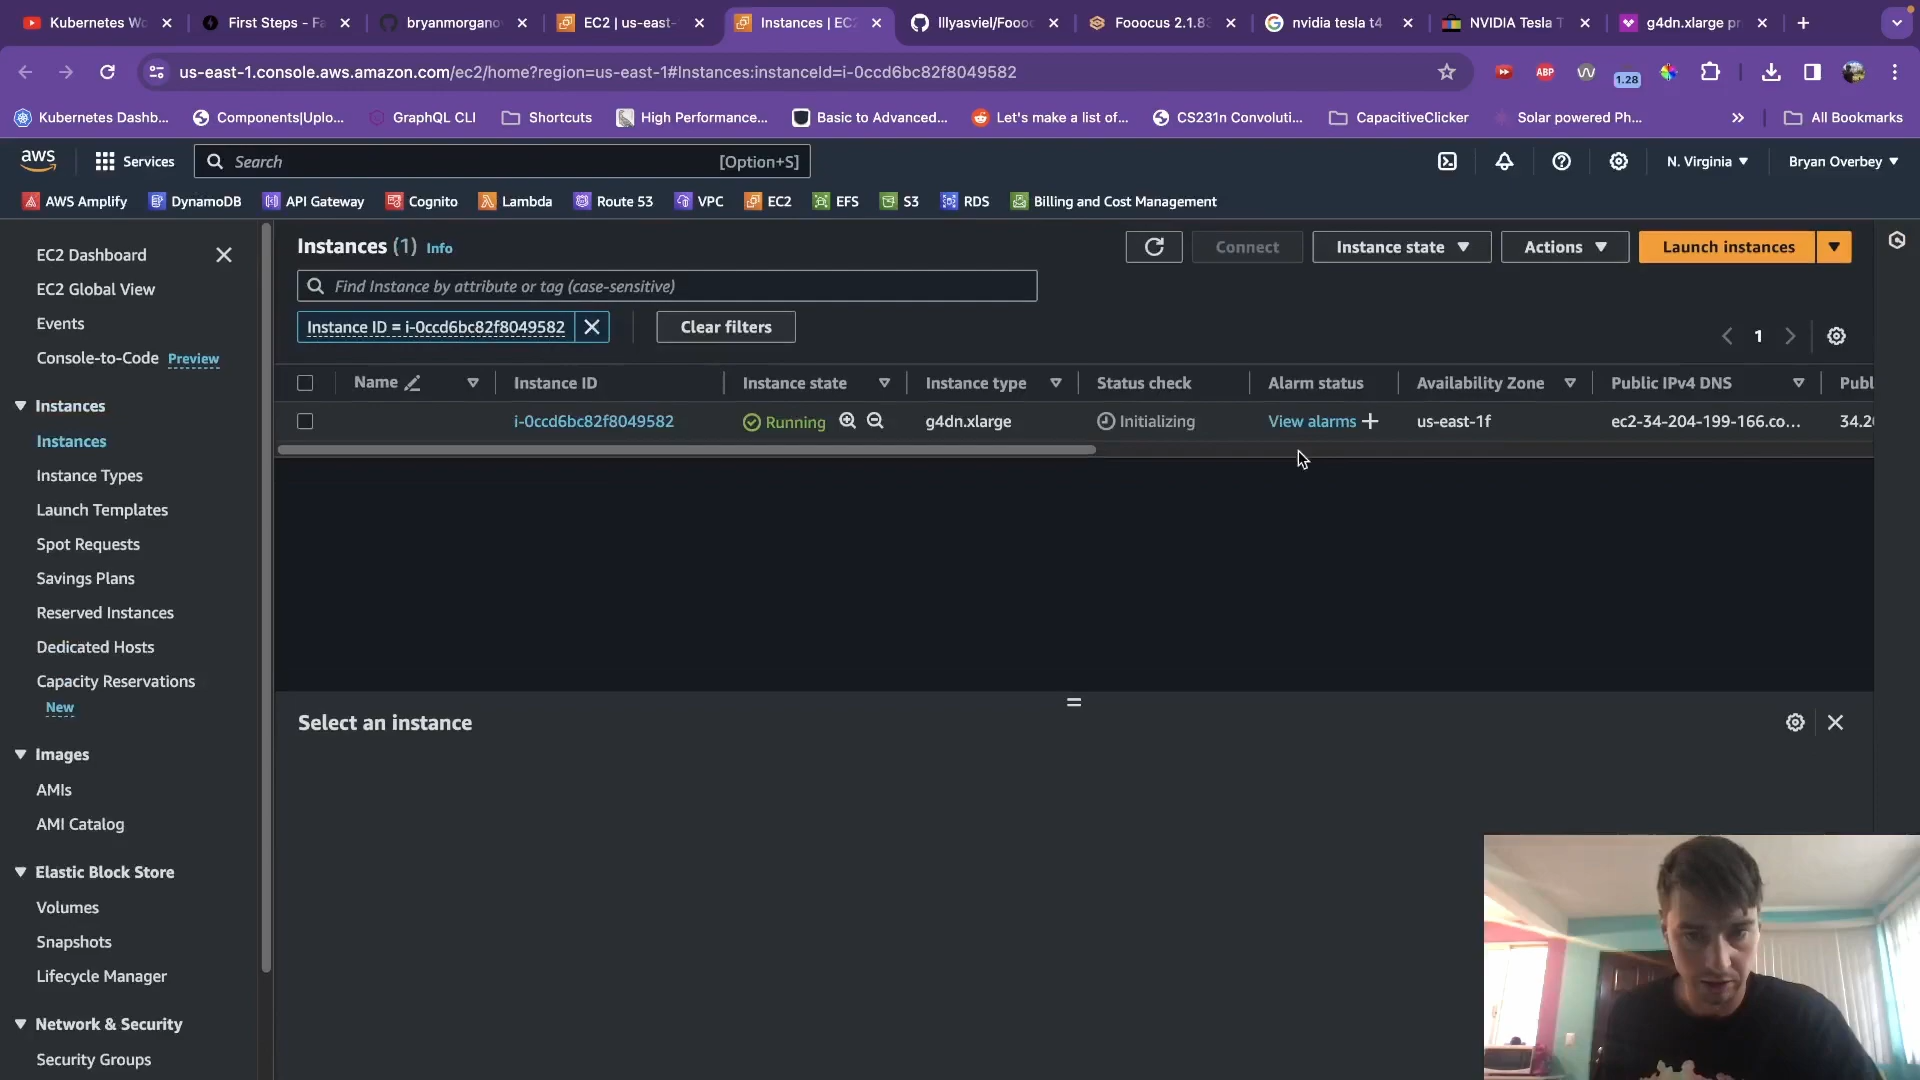 Kubernetes Wo
First Steps - Fa
bryanmorgano
EC2 | us-east-
Instances | EC2
lllyasviel/Fooo
Fooocus 2.1.8
nvidia tesla t4
NVIDIA Tesla T
g4dn.xlarge pr
us-east-1.console.aws.amazon.com/ec2/home?region=us-east-1#Instances:instanceId=i-0ccd6bc82f8049582
ABP
1.28
Kubernetes Dashb...
Components|Uplo...
GraphQL CLI
Shortcuts
High Performance...
Basic to Advanced...
Let's make a list of...
CS231n Convoluti...
CapacitiveClicker
Solar powered Ph...
All Bookmarks
aws
Services
Search
[Option+S]
N. Virginia
Bryan Overbey
AWS Amplify
DynamoDB
API Gateway
Cognito
Lambda
Route 53
VPC
EC2
EFS
S3
RDS
Billing and Cost Management
EC2 Dashboard
EC2 Global View
Events
Console-to-Code Preview
Instances
Instances
Instance Types
Launch Templates
Spot Requests
Savings Plans
Reserved Instances
Dedicated Hosts
Capacity Reservations
New
Images
AMIs
AMI Catalog
Elastic Block Store
Volumes
Snapshots
Lifecycle Manager
Network & Security
Security Groups
Instances (1) Info
Connect
Instance state
Actions
Launch instances
Find Instance by attribute or tag (case-sensitive)
Instance ID = i-0ccd6bc82f8049582
Clear filters
1
Name
Instance ID
Instance state
Instance type
Status check
Alarm status
Availability Zone
Public IPv4 DNS
Publ
i-0ccd6bc82f8049582
Running
g4dn.xlarge
Initializing
View alarms
us-east-1f
ec2-34-204-199-166.co...
34.20
Select an instance